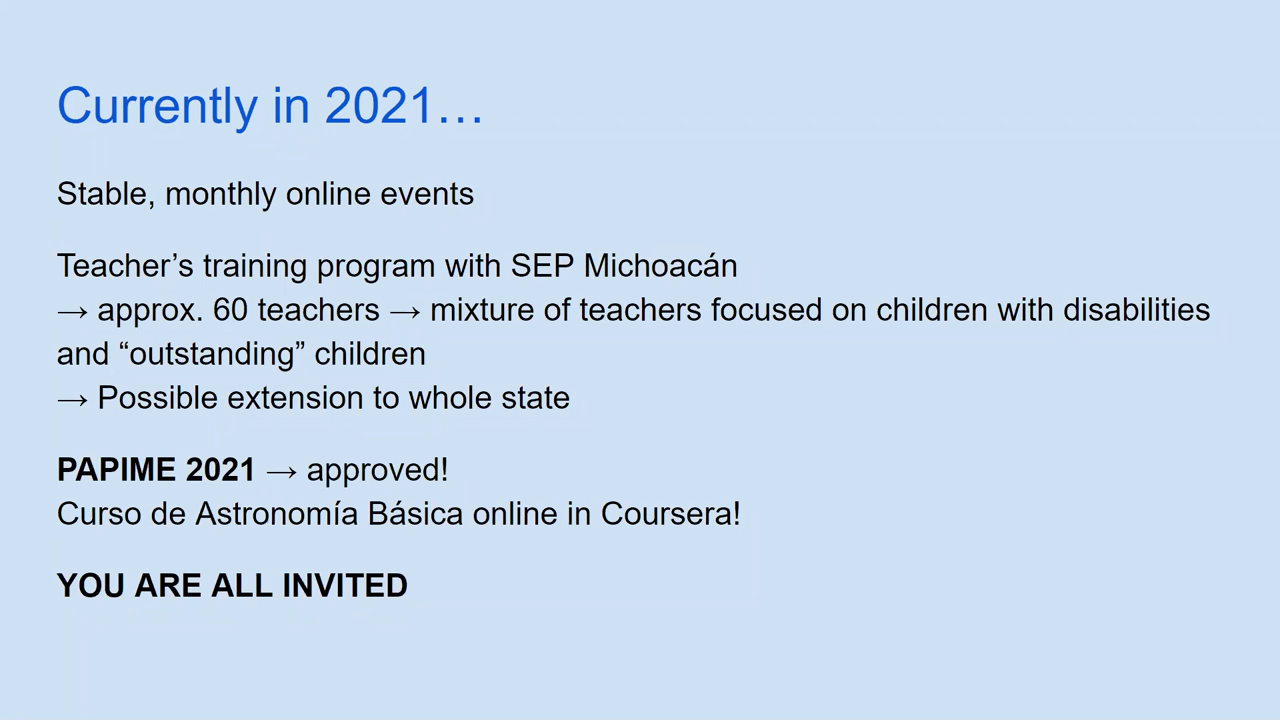 Currently in 2021…
Stable, monthly online events
Teacher’s training program with SEP Michoacán
→ approx. 60 teachers → mixture of teachers focused on children with disabilities
and “outstanding” children
→ Possible extension to whole state
PAPIME 2021 → approved!
Curso de Astronomía Básica online in Coursera!
YOU ARE ALL INVITED